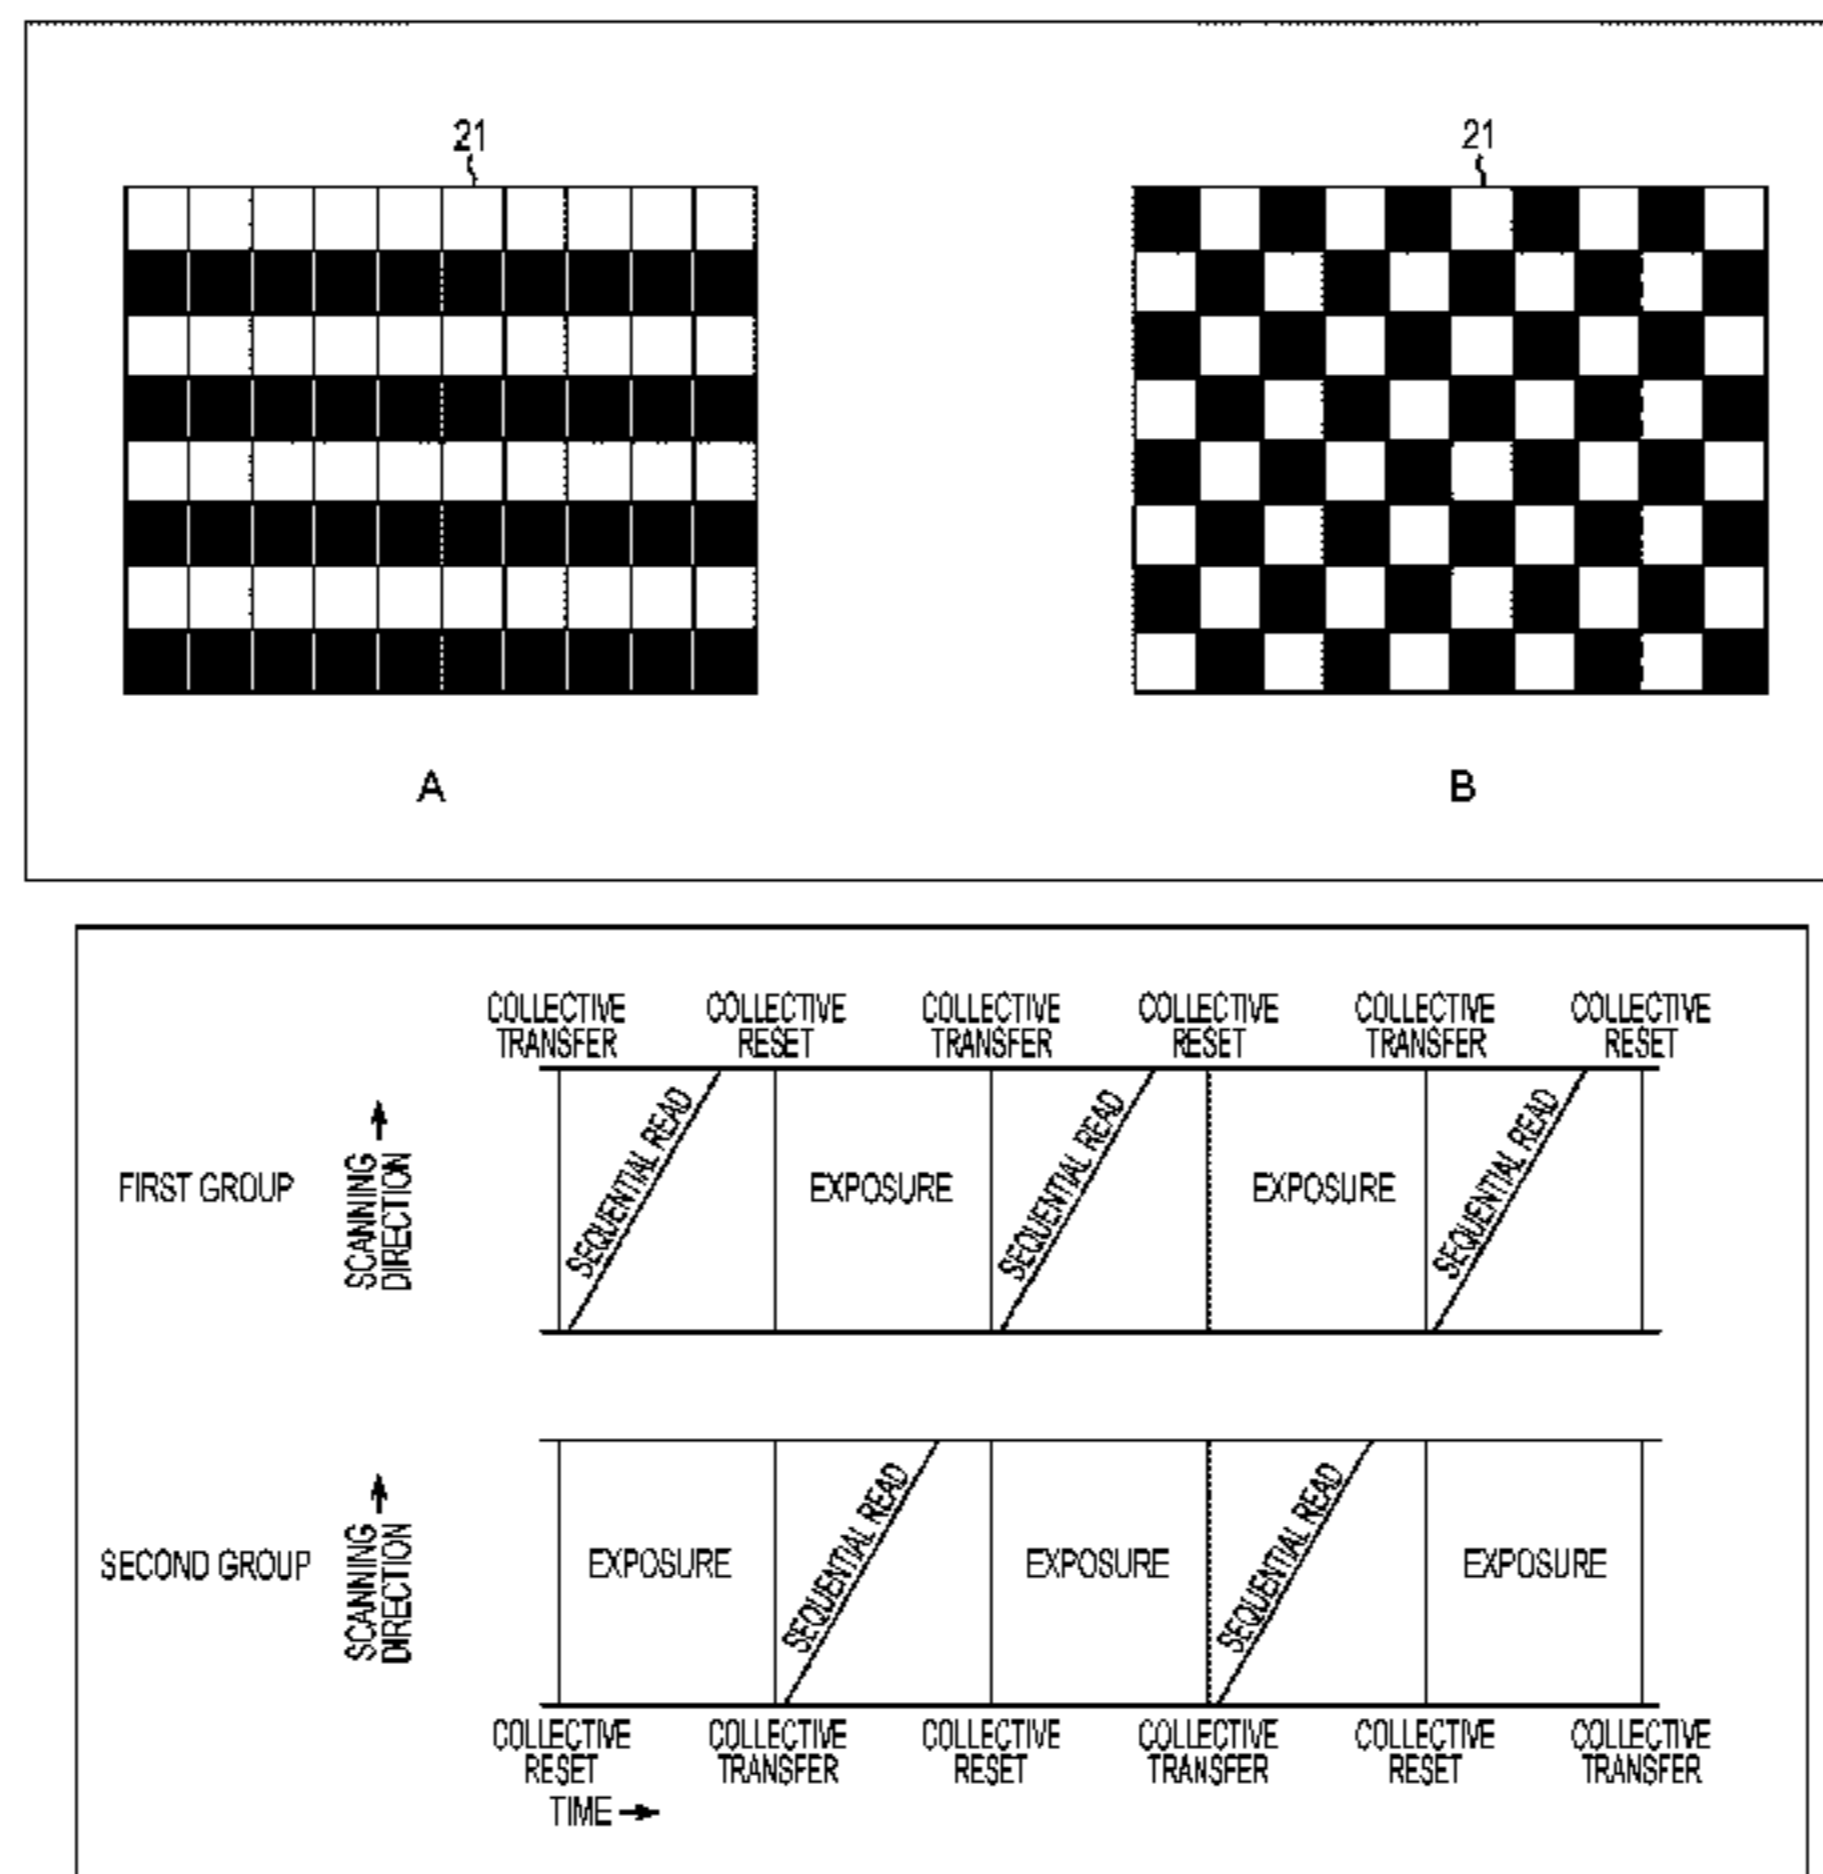 21
21
A
B
COLLECTIVE TRANSFER
COLLECTIVE RESET
COLLECTIVE TRANSFER
COLLECTIVE RESET
COLLECTIVE TRANSFER
COLLECTIVE RESET
FIRST GROUP
SCANNING DIRECTION
SEQUENTIAL READ
EXPOSURE
SEQUENTIAL READ
EXPOSURE
SEQUENTIAL READ
SECOND GROUP
SCANNING DIRECTION
EXPOSURE
SEQUENTIAL READ
EXPOSURE
SEQUENTIAL READ
EXPOSURE
COLLECTIVE RESET
COLLECTIVE TRANSFER
COLLECTIVE RESET
COLLECTIVE TRANSFER
COLLECTIVE RESET
COLLECTIVE TRANSFER
TIME